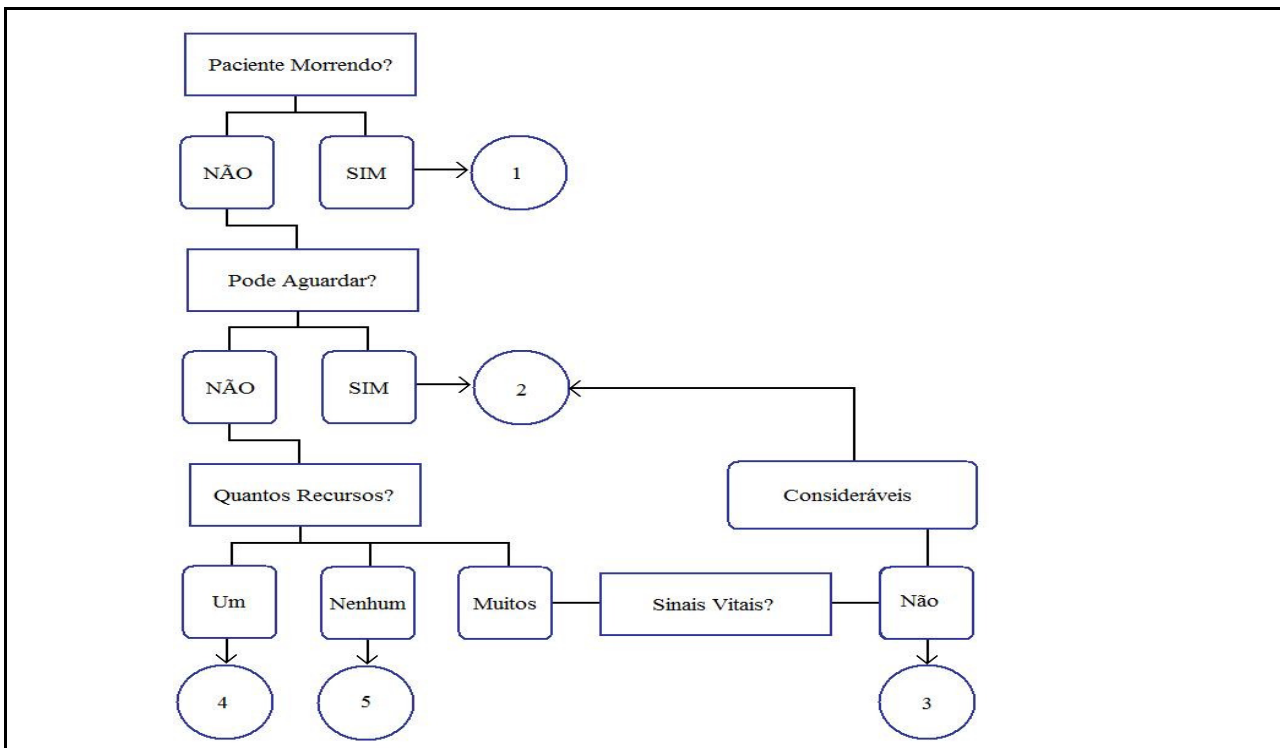 Paciente Morrendo?
NÃO
SIM
1
Pode Aguardar?
NÃO
SIM
2
Quantos Recursos?
Consideráveis
Um
Nenhum
Muitos
Sinais Vitais?
Não
4
5
3